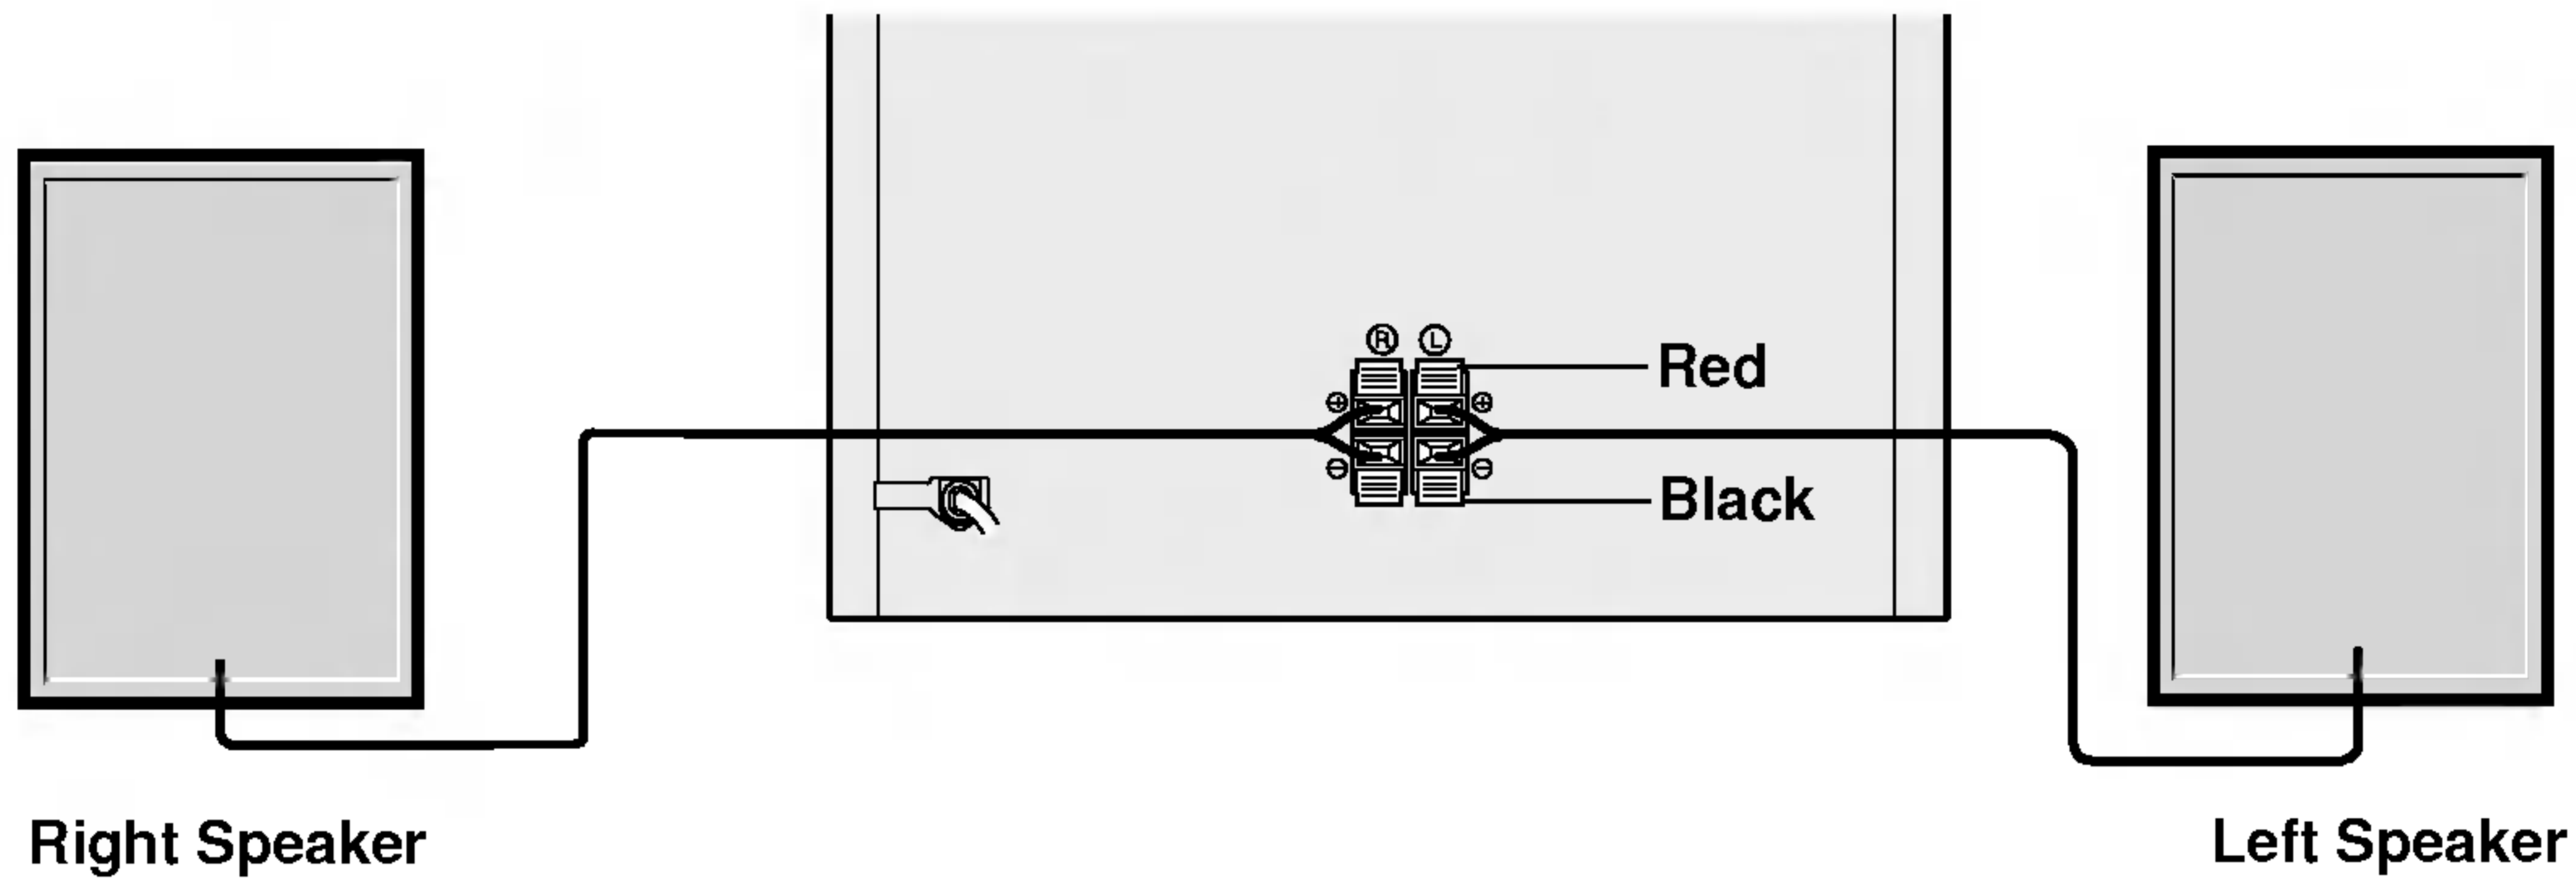 R L
Red
+ +
- -
Black
Right Speaker
Left Speaker